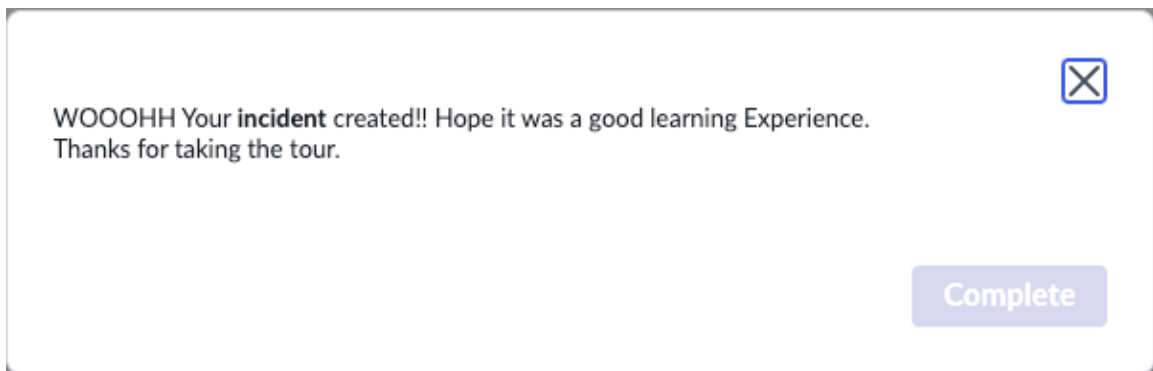 WOOOHH Your incident created!! Hope it was a good learning Experience.
Thanks for taking the tour.
Complete